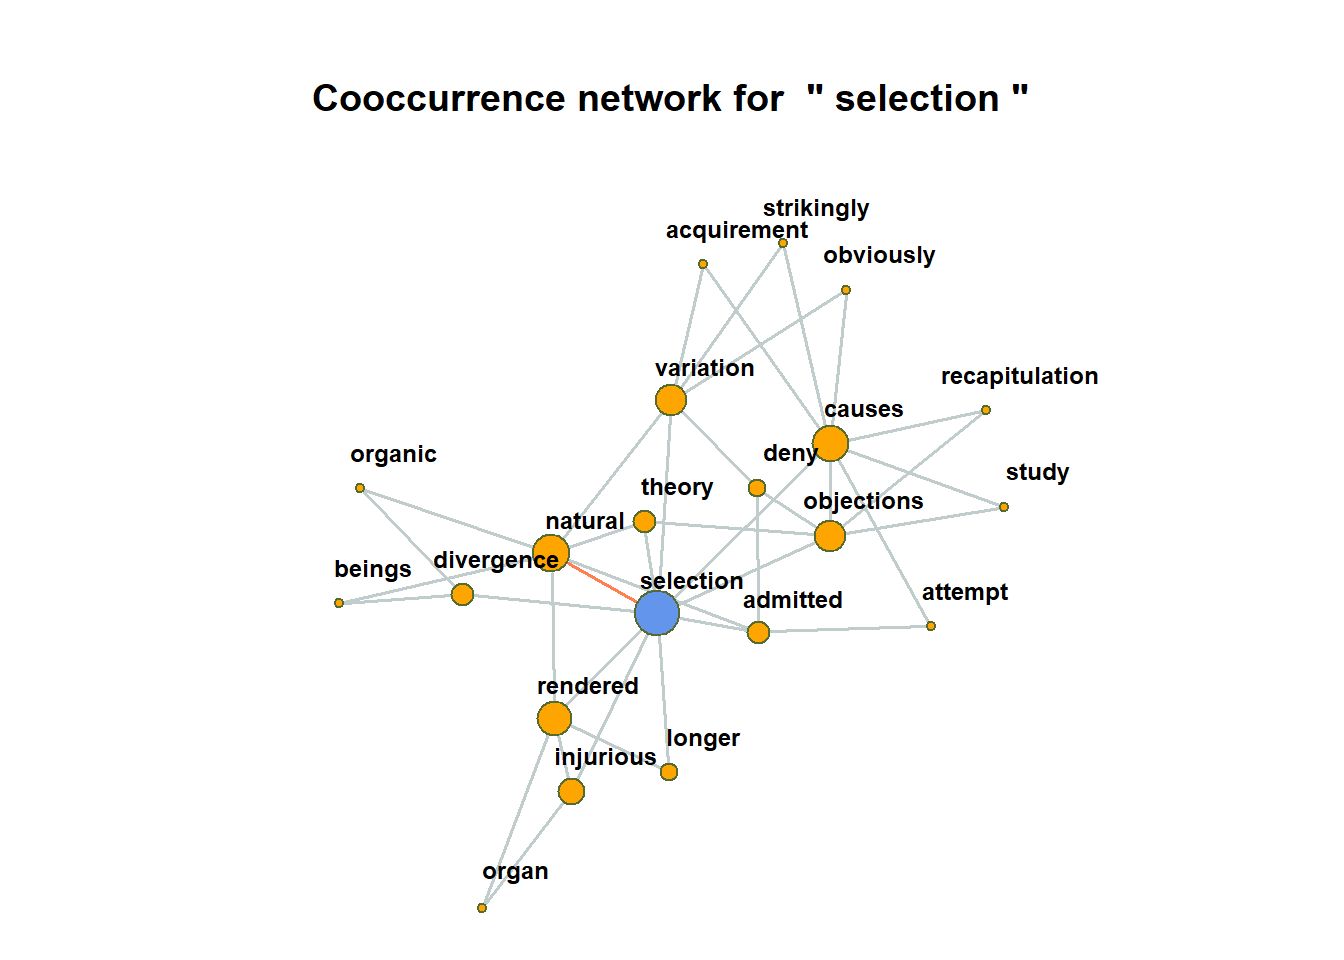 Cooccurrence network for  " selection "
strikingly
acquirement
obviously
variation
recapitulation
causes
organic
deny
study
theory
objections
natural
divergence
beings
selection
attempt
admitted
rendered
longer
injurious
organ